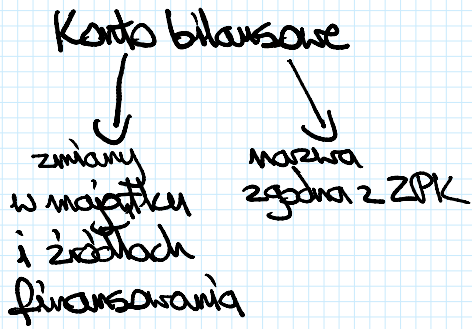 Konto bilansowe
zmiany
w majątku
i źródłach
finansowania
nazwa
zgodna z ZPK